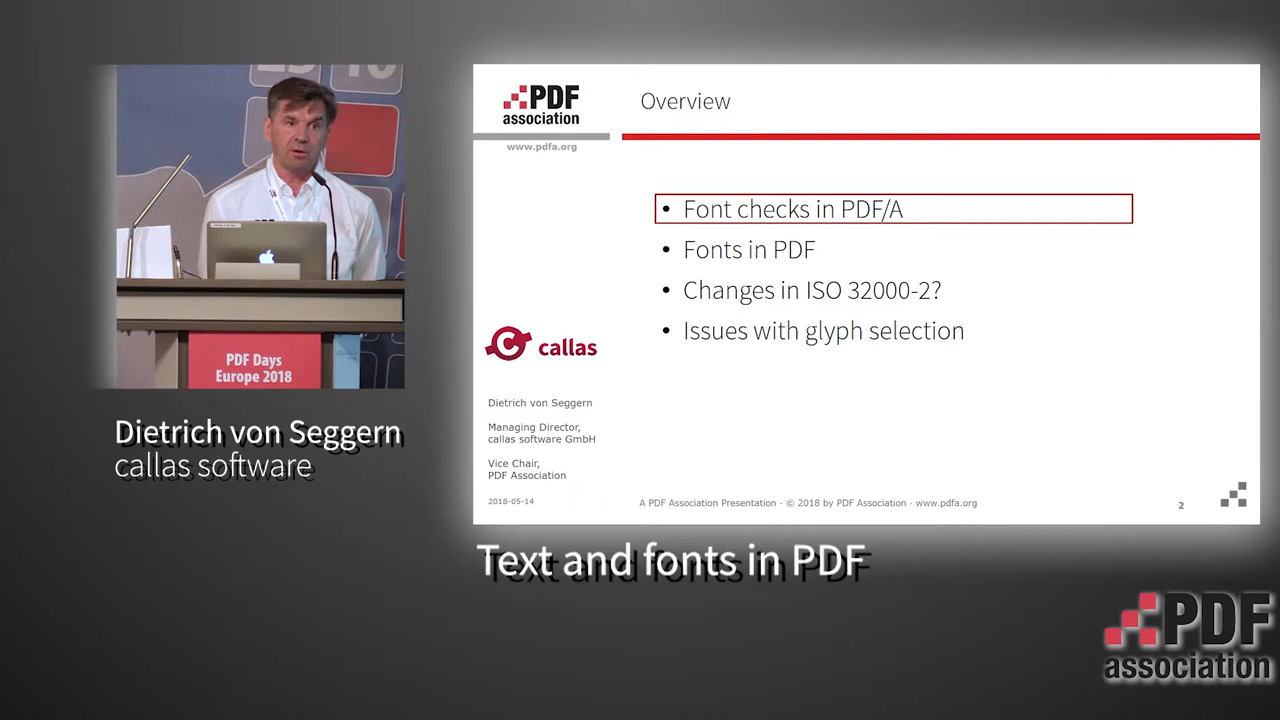 PDF Days
Europe 2018
Dietrich von Seggern
callas software
PDF
association
www.pdfa.org
Overview
• Font checks in PDF/A
• Fonts in PDF
• Changes in ISO 32000-2?
• Issues with glyph selection
callas
Dietrich von Seggern
Managing Director,
callas software GmbH
Vice Chair,
PDF Association
2018-05-14
A PDF Association Presentation · © 2018 by PDF Association · www.pdfa.org
2
Text and fonts in PDF
PDF
association